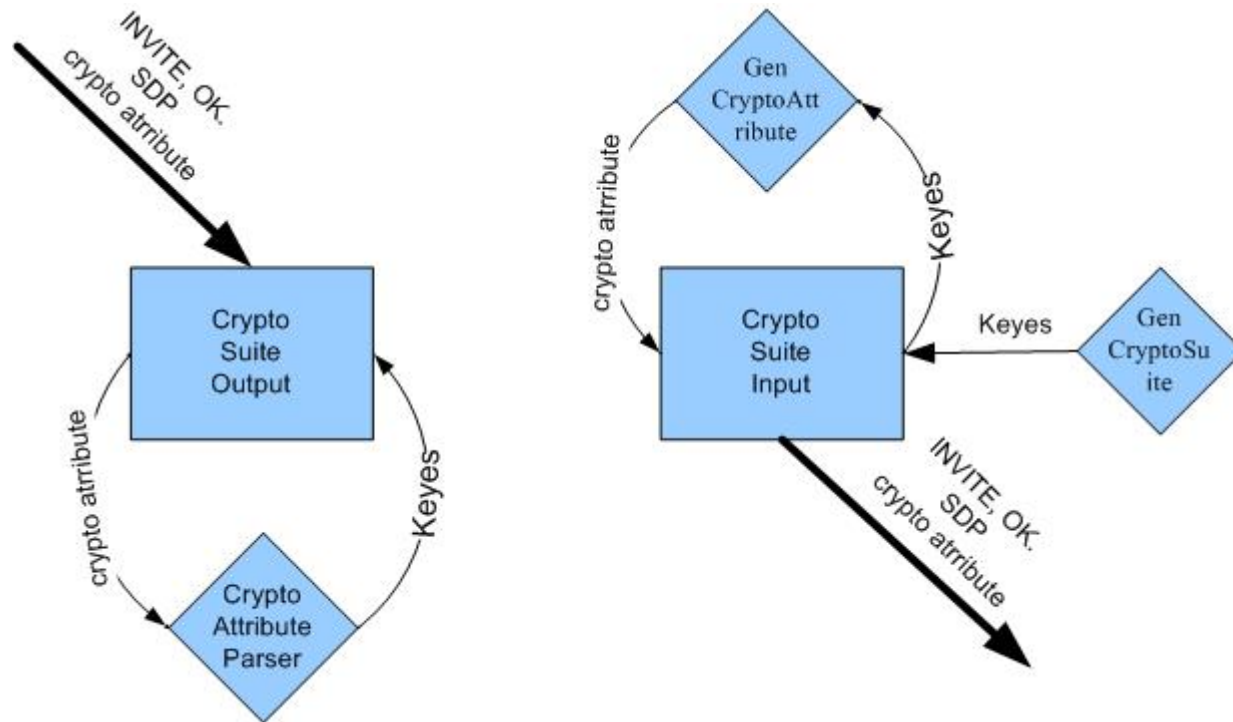 INVITE, OK.
SDP
crypto atrribute
Crypto
Suite
Output
crypto atrribute
Keyes
Crypto
Attribute
Parser
Gen
CryptoAtt
ribute
crypto atrribute
Keyes
Crypto
Suite
Input
Keyes
Gen
CryptoSu
ite
INVITE, OK.
SDP
crypto atrribute